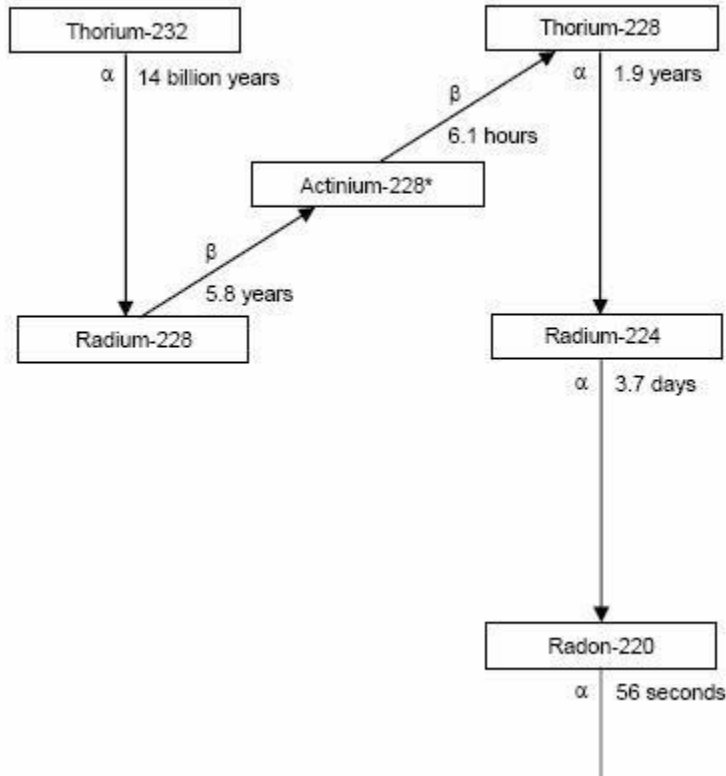 Thorium-232
Thorium-228
α 14 billion years
α 1.9 years
β
6.1 hours
Actinium-228*
β
5.8 years
Radium-228
Radium-224
α 3.7 days
Radon-220
α 56 seconds